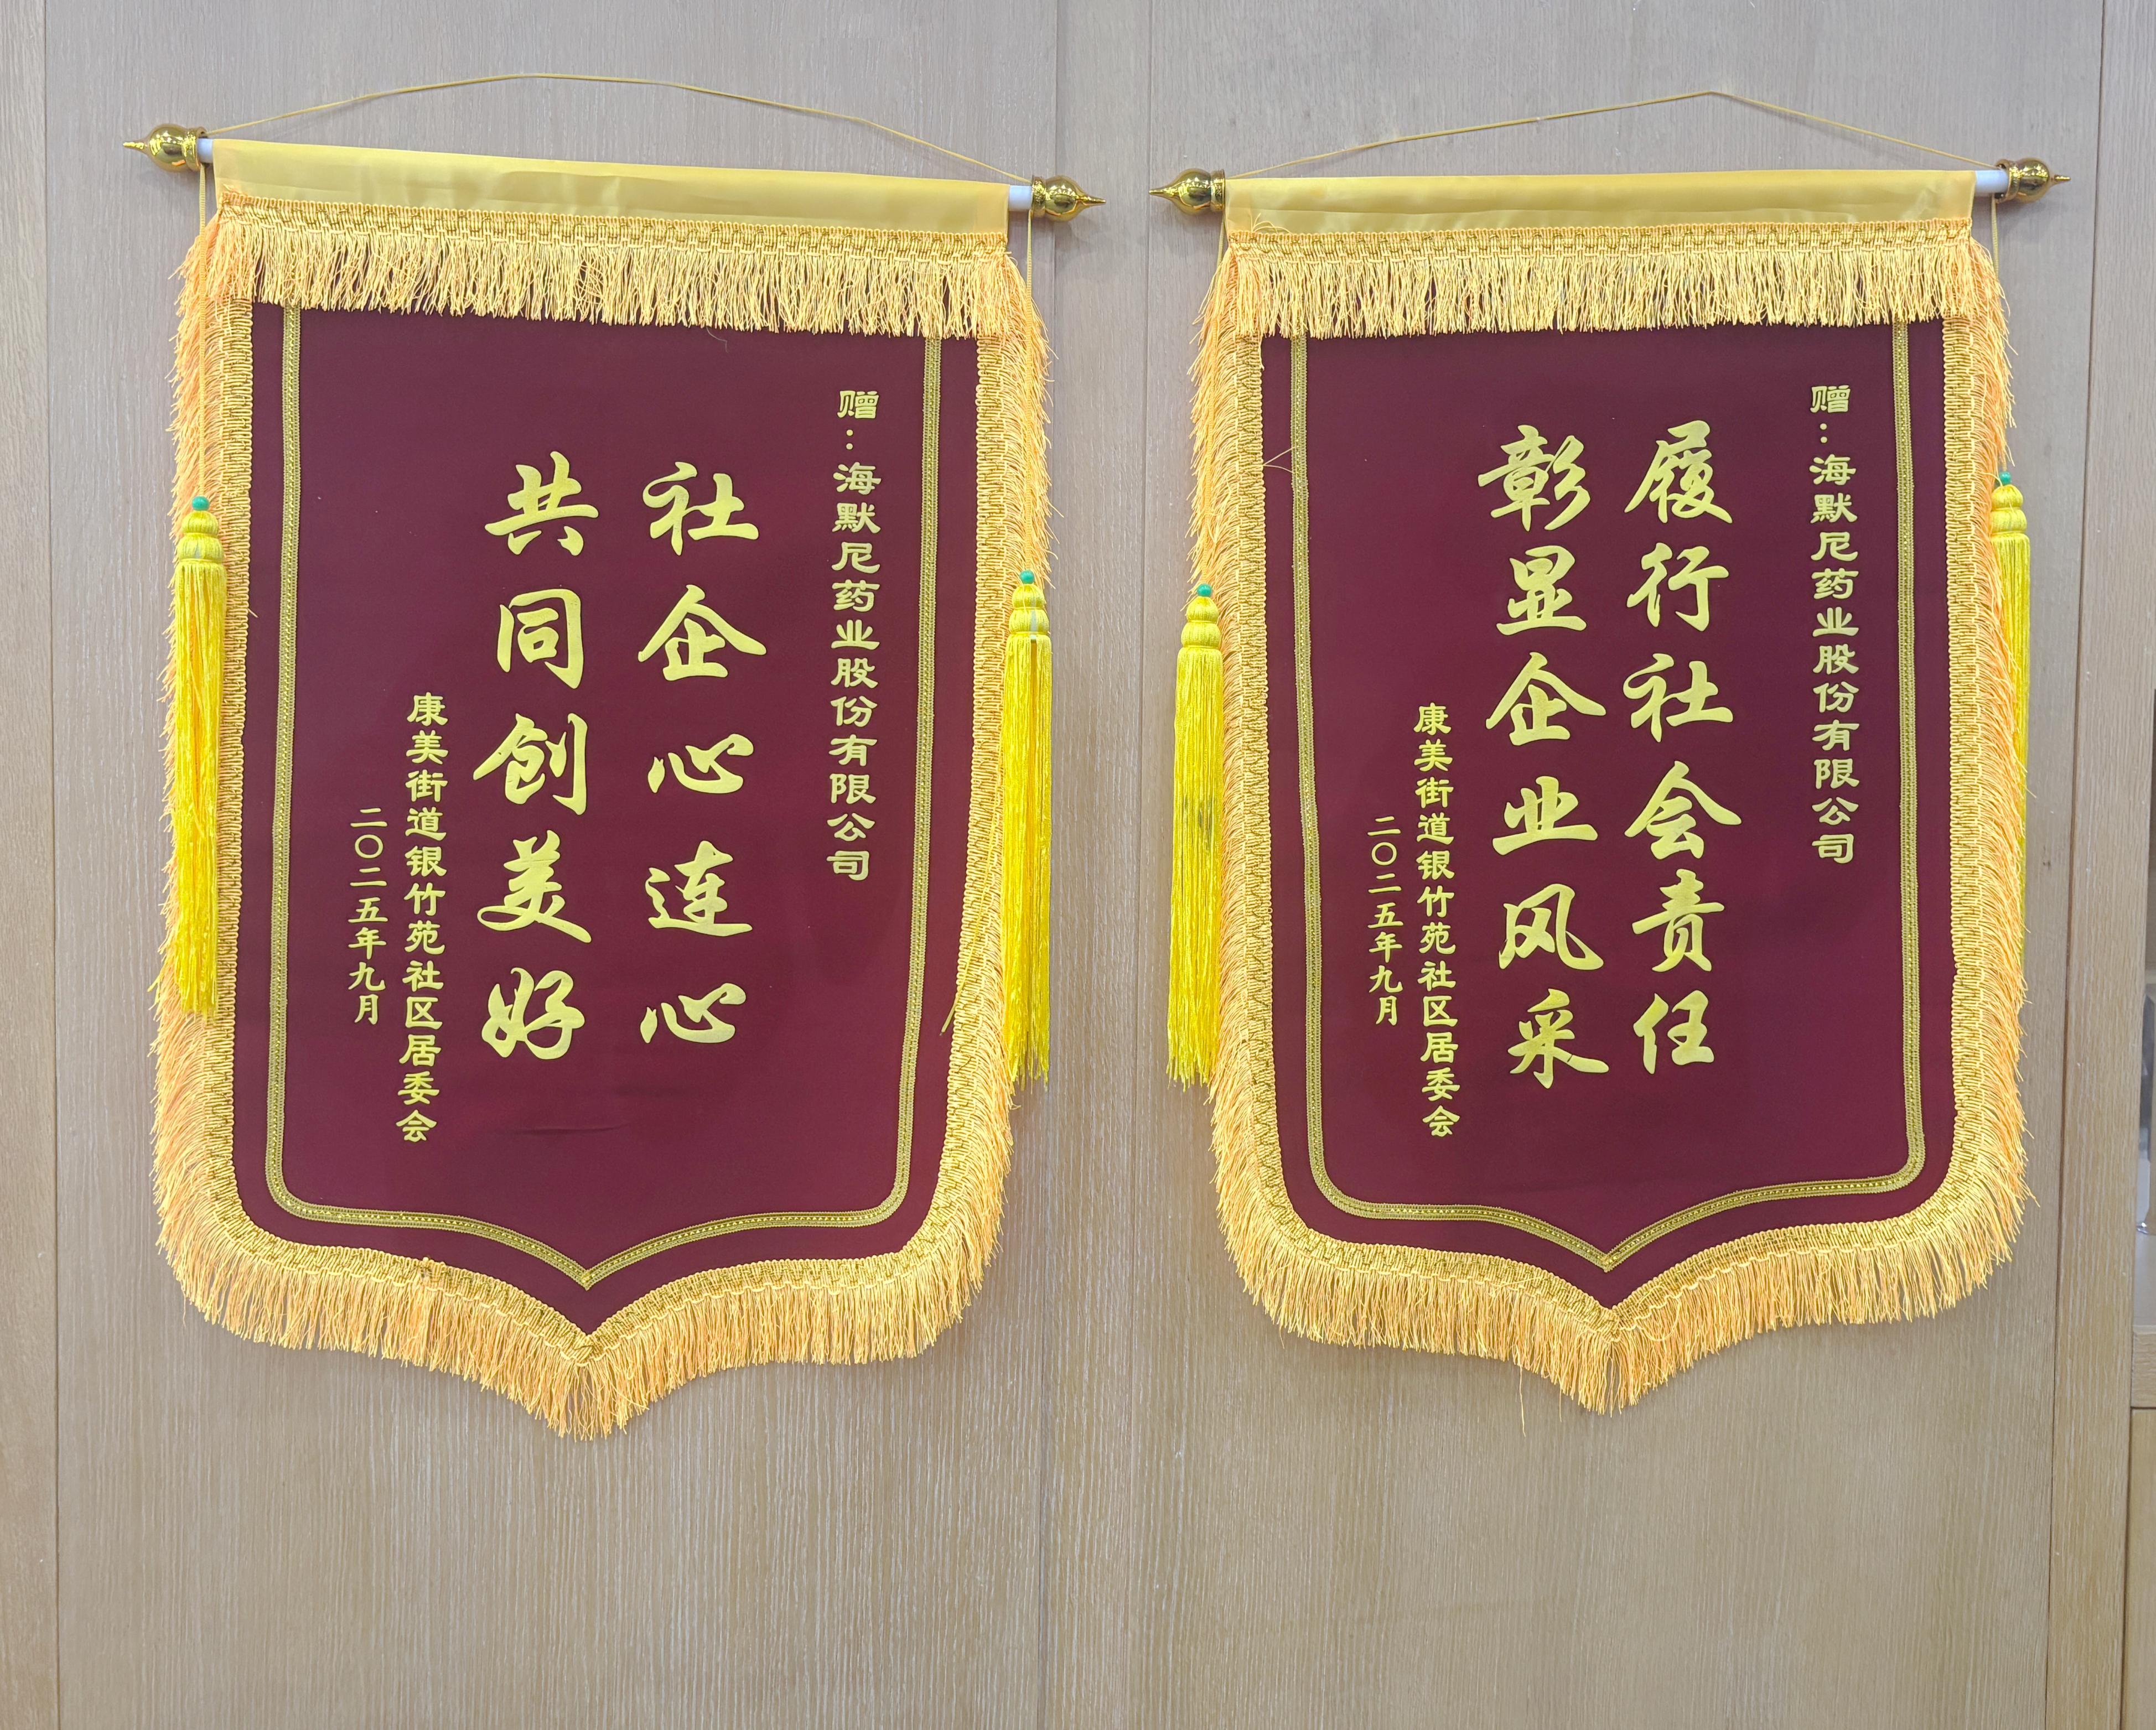 赠：海默尼药业股份有限公司
社企心连心
共同创美好
康美街道银竹苑社区居委会
二〇二五年九月
赠：海默尼药业股份有限公司
履行社会责任
彰显企业风采
康美街道银竹苑社区居委会
二〇二五年九月